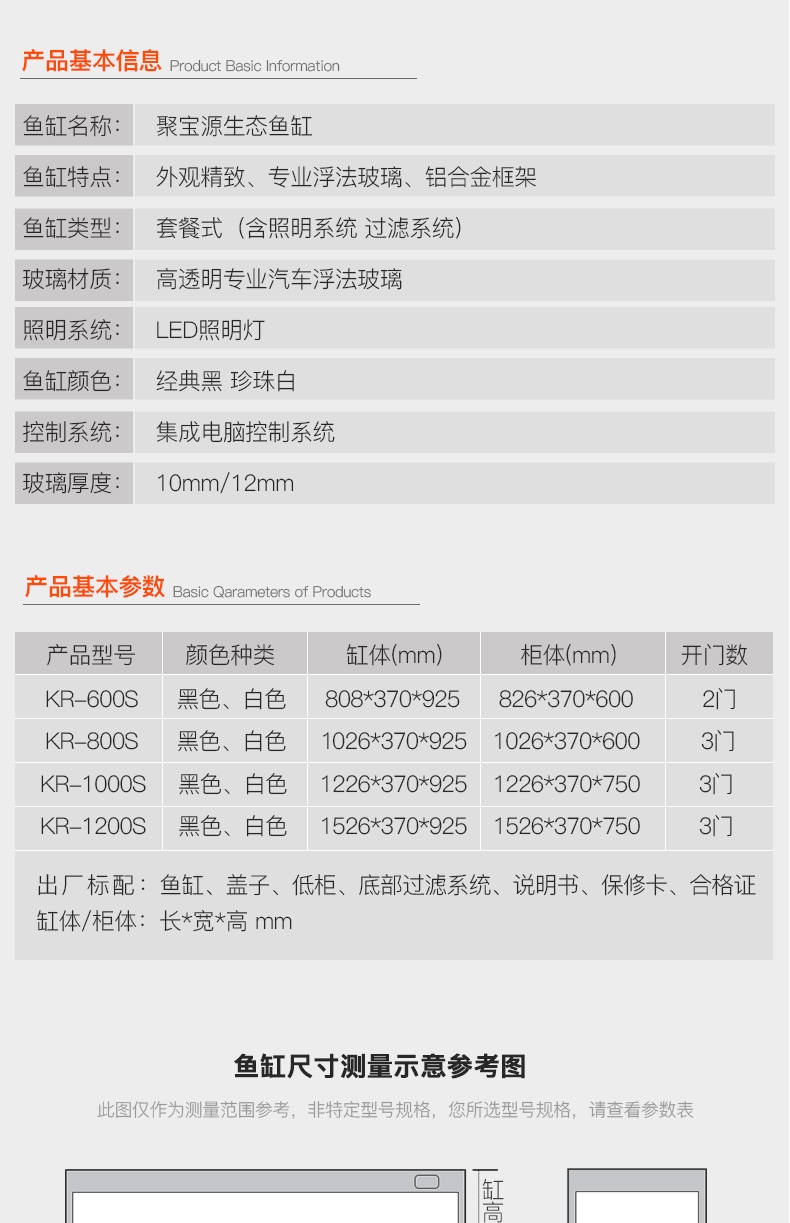 产品基本信息 Product Basic Information
鱼缸名称： 聚宝源生态鱼缸
鱼缸特点： 外观精致、专业浮法玻璃、铝合金框架
鱼缸类型： 套餐式（含照明系统 过滤系统）
玻璃材质： 高透明专业汽车浮法玻璃
照明系统： LED照明灯
鱼缸颜色： 经典黑 珍珠白
控制系统： 集成电脑控制系统
玻璃厚度： 10mm/12mm
产品基本参数 Basic Qarameters of Products
产品型号 颜色种类 缸体(mm) 柜体(mm) 开门数
KR-600S 黑色、白色 808*370*925 826*370*600 2门
KR-800S 黑色、白色 1026*370*925 1026*370*600 3门
KR-1000S 黑色、白色 1226*370*925 1226*370*750 3门
KR-1200S 黑色、白色 1526*370*925 1526*370*750 3门
出厂标配：鱼缸、盖子、低柜、底部过滤系统、说明书、保修卡、合格证
缸体/柜体：长*宽*高 mm
鱼缸尺寸测量示意参考图
此图仅作为测量范围参考，非特定型号规格，您所选型号规格，请查看参数表
缸高